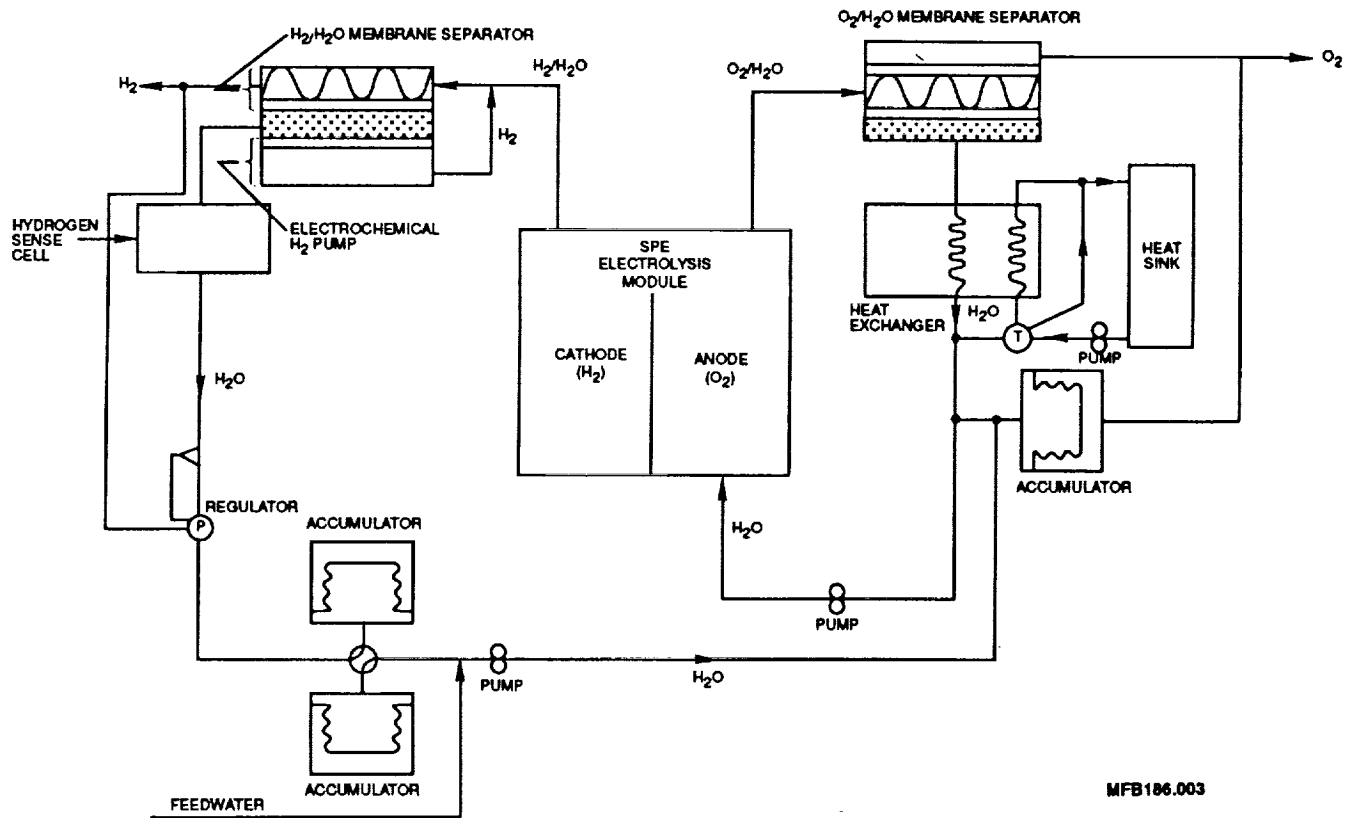 O2/H2O MEMBRANE SEPARATOR
H2/H2O MEMBRANE SEPARATOR
H2
H2/H2O
O2/H2O
O2
H2
HYDROGEN
SENSE
CELL
ELECTROCHEMICAL
H2 PUMP
SPE
ELECTROLYSIS
MODULE
CATHODE
(H2)
ANODE
(O2)
HEAT
SINK
HEAT
EXCHANGER
H2O
T
PUMP
H2O
ACCUMULATOR
REGULATOR
P
ACCUMULATOR
H2O
PUMP
PUMP
H2O
ACCUMULATOR
FEEDWATER
MFB186.003